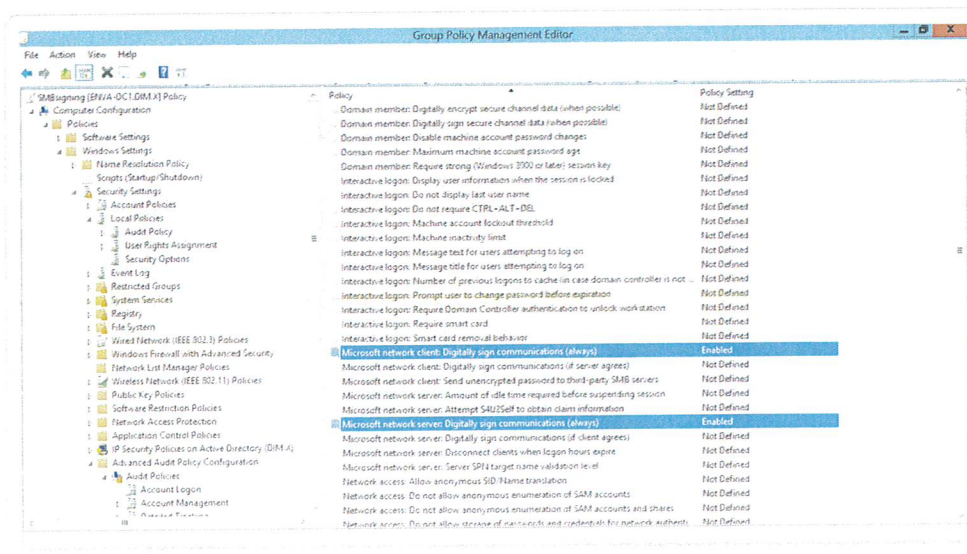 Group Policy Management Editor
File Action View Help
SMBsigning [ENVA-DC1.DIM.X] Policy
Computer Configuration
Policies
Software Settings
Windows Settings
Name Resolution Policy
Scripts (Startup/Shutdown)
Security Settings
Account Policies
Local Policies
Audit Policy
User Rights Assignment
Security Options
Event Log
Restricted Groups
System Services
Registry
File System
Wired Network (IEEE 802.3) Policies
Windows Firewall with Advanced Security
Network List Manager Policies
Wireless Network (IEEE 802.11) Policies
Public Key Policies
Software Restriction Policies
Network Access Protection
Application Control Policies
IP Security Policies on Active Directory (DIM.X)
Advanced Audit Policy Configuration
Audit Policies
Account Logon
Account Management
Detailed Tracking
Policy Policy Setting
Domain member: Digitally encrypt secure channel data (when possible) Not Defined
Domain member: Digitally sign secure channel data (when possible) Not Defined
Domain member: Disable machine account password changes Not Defined
Domain member: Maximum machine account password age Not Defined
Domain member: Require strong (Windows 2000 or later) session key Not Defined
Interactive logon: Display user information when the session is locked Not Defined
Interactive logon: Do not display last user name Not Defined
Interactive logon: Do not require CTRL+ALT+DEL Not Defined
Interactive logon: Machine account lockout threshold Not Defined
Interactive logon: Machine inactivity limit Not Defined
Interactive logon: Message text for users attempting to log on Not Defined
Interactive logon: Message title for users attempting to log on Not Defined
Interactive logon: Number of previous logons to cache (in case domain controller is not ... Not Defined
Interactive logon: Prompt user to change password before expiration Not Defined
Interactive logon: Require Domain Controller authentication to unlock workstation Not Defined
Interactive logon: Require smart card Not Defined
Interactive logon: Smart card removal behavior Not Defined
Microsoft network client: Digitally sign communications (always) Enabled
Microsoft network client: Digitally sign communications (if server agrees) Not Defined
Microsoft network client: Send unencrypted password to third-party SMB servers Not Defined
Microsoft network server: Amount of idle time required before suspending session Not Defined
Microsoft network server: Attempt S4U2Self to obtain claim information Not Defined
Microsoft network server: Digitally sign communications (always) Enabled
Microsoft network server: Digitally sign communications (if client agrees) Not Defined
Microsoft network server: Disconnect clients when logon hours expire Not Defined
Microsoft network server: Server SPN target name validation level Not Defined
Network access: Allow anonymous SID/Name translation Not Defined
Network access: Do not allow anonymous enumeration of SAM accounts Not Defined
Network access: Do not allow anonymous enumeration of SAM accounts and shares Not Defined
Network access: Do not allow storage of passwords and credentials for network authenti... Not Defined